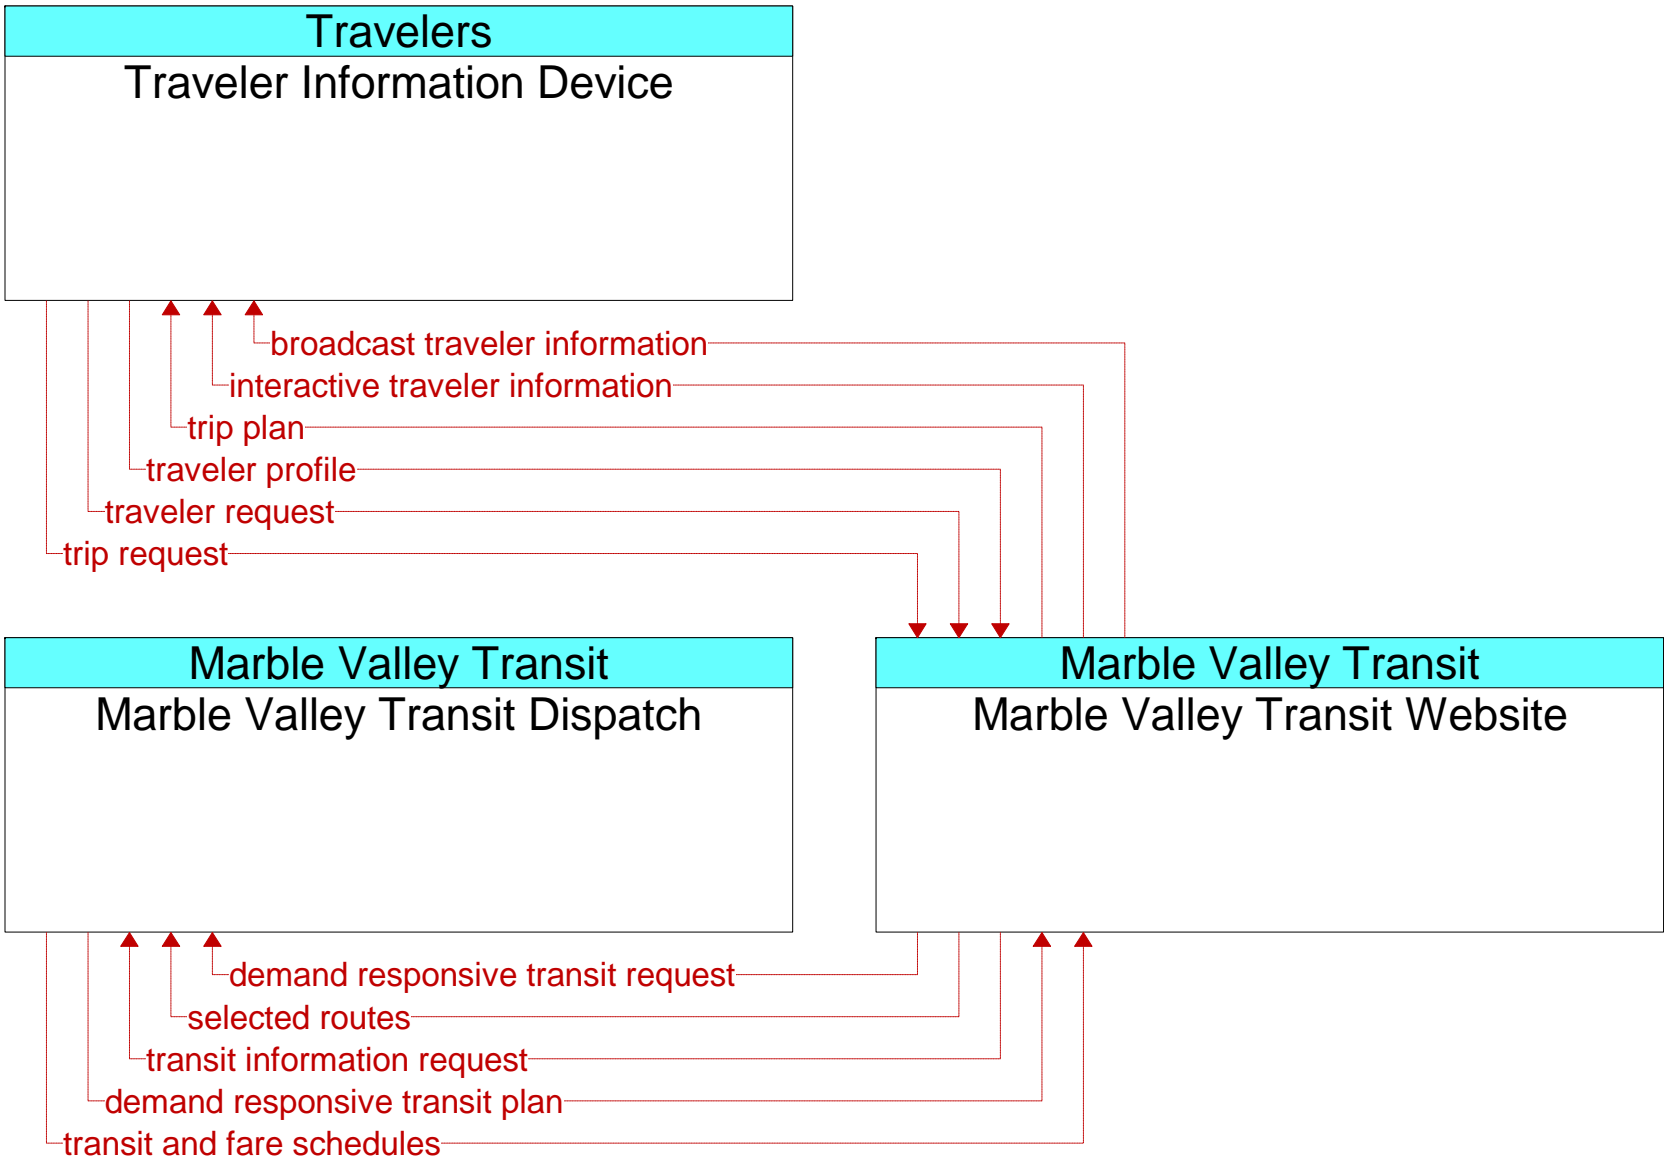 Travelers
Traveler Information Device
broadcast traveler information
interactive traveler information
trip plan
traveler profile
traveler request
trip request
Marble Valley Transit
Marble Valley Transit Dispatch
Marble Valley Transit
Marble Valley Transit Website
demand responsive transit request
selected routes
transit information request
demand responsive transit plan
transit and fare schedules